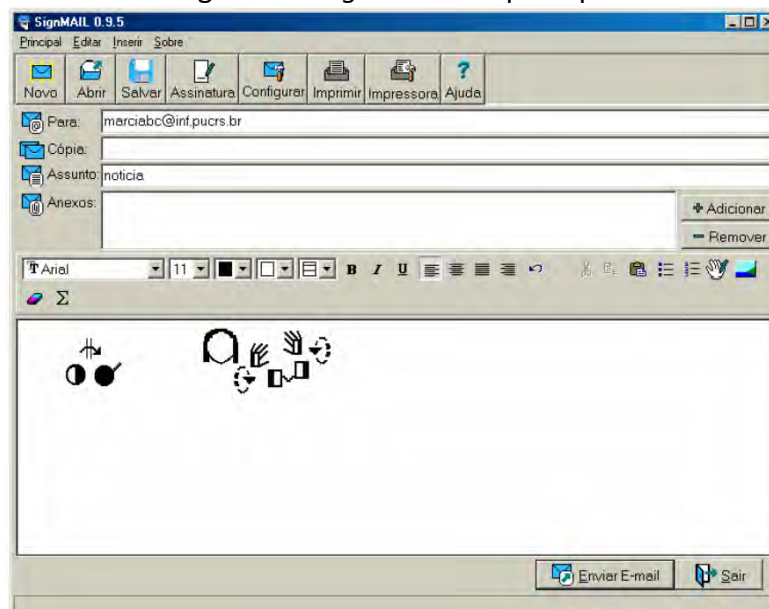 SignMAIL 0.9.5
Principal Editar Inserir Sobre
Novo Abrir Salvar Assinatura Configurar Imprimir Impressora Ajuda
Para: marciabc@inf.pucrs.br
Cópia:
Assunto: noticia
Anexos:
Adicionar
Remover
Arial 11 B I U
Σ
Enviar E-mail Sair